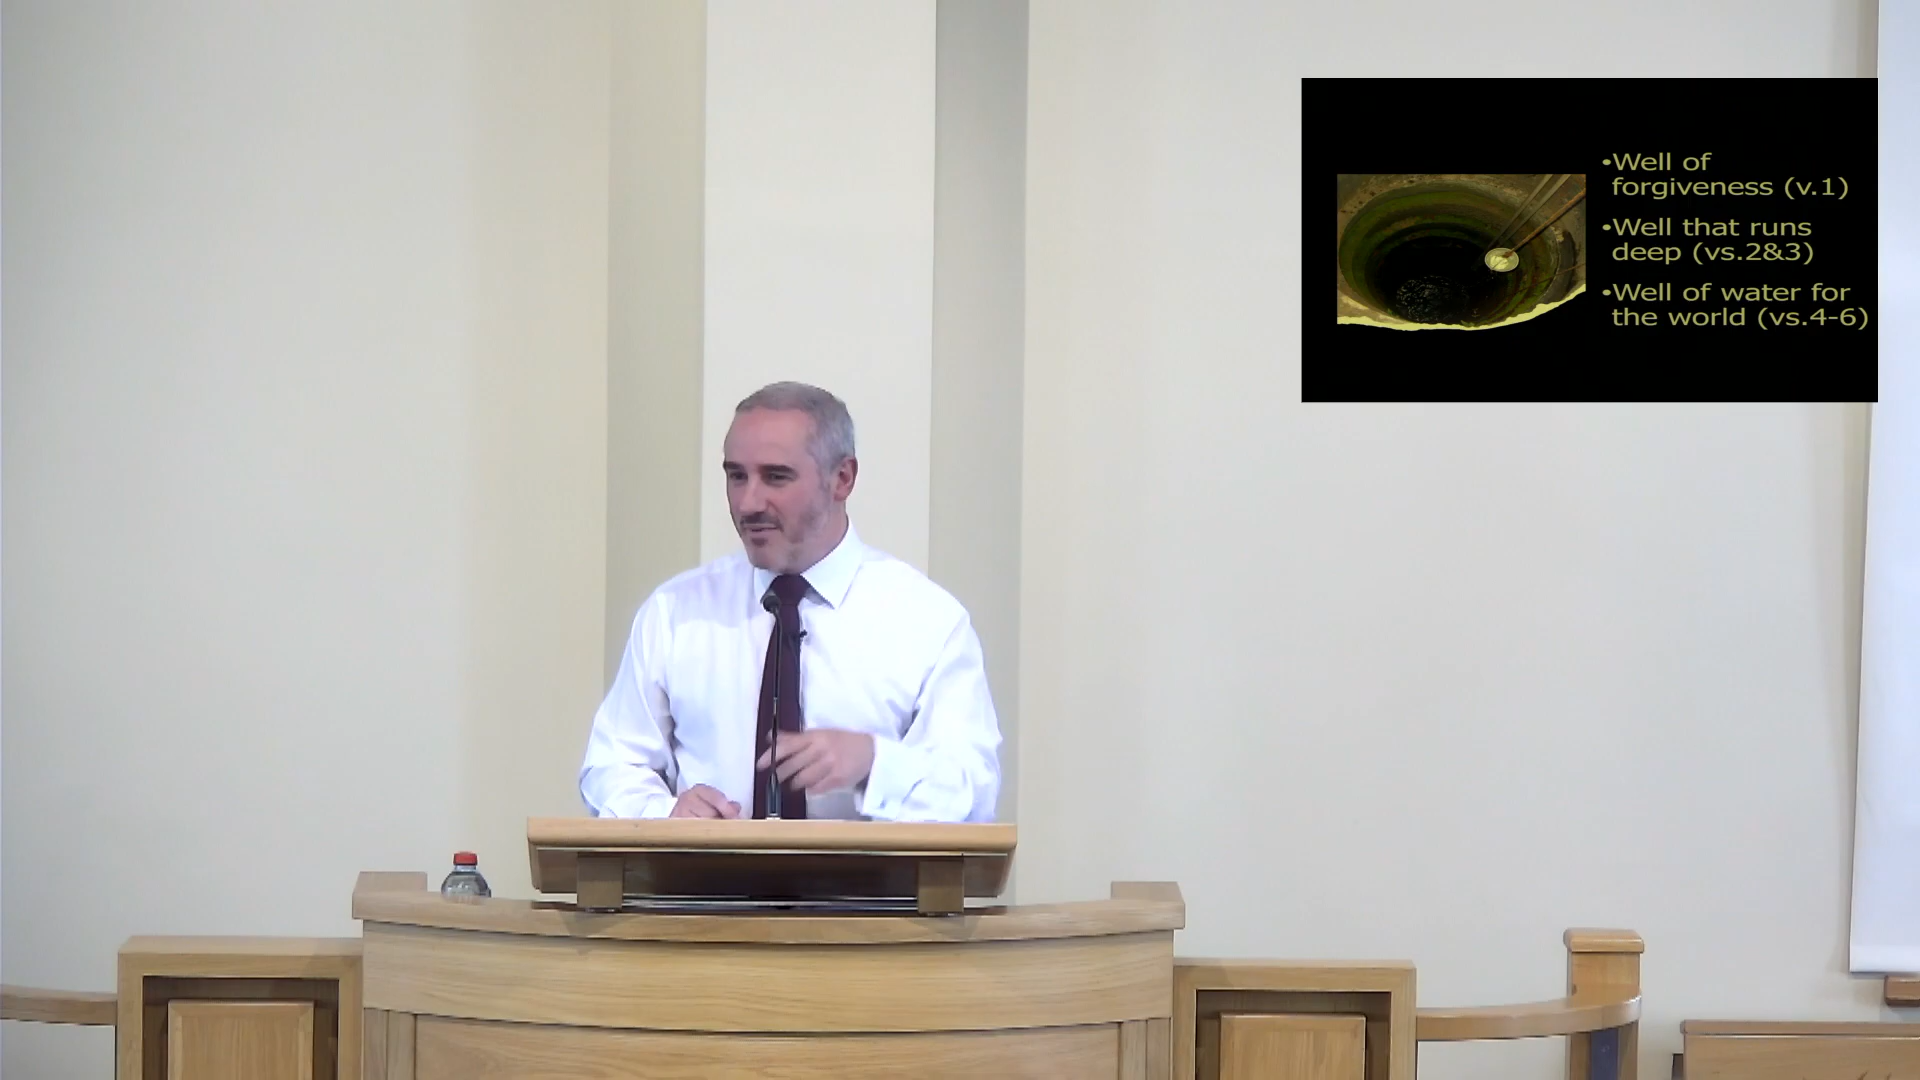 •Well of
forgiveness (v.1)
•Well that runs
deep (vs.2&3)
•Well of water for
the world (vs.4-6)